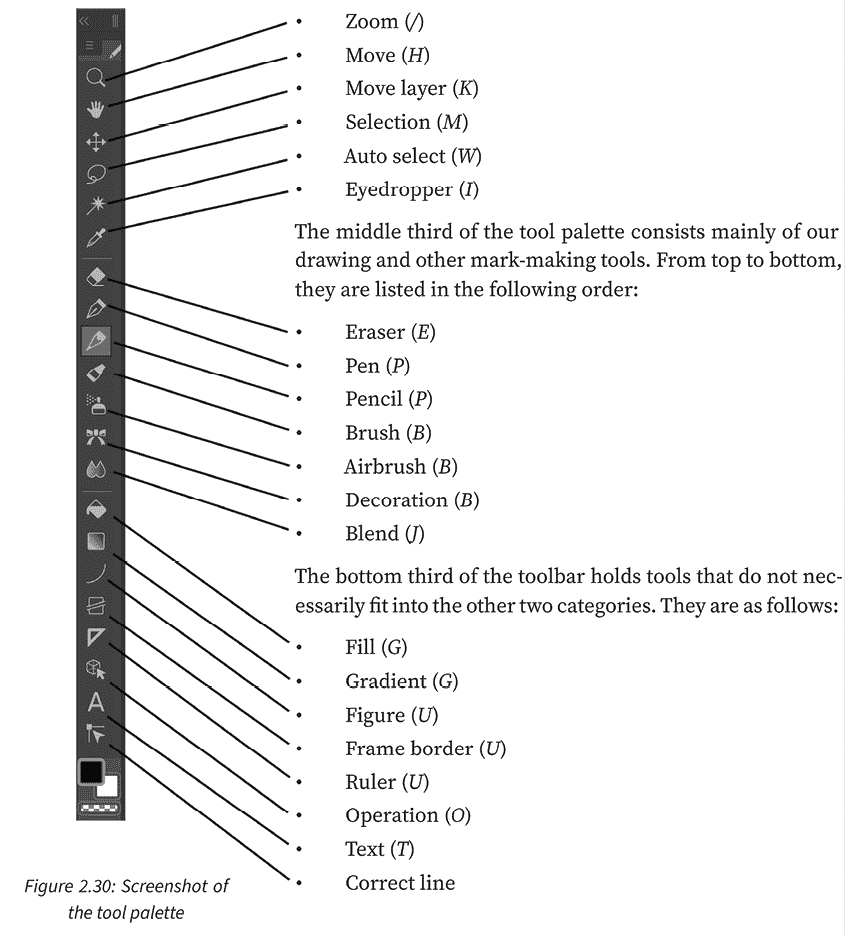 • Zoom (/)
• Move (H)
• Move layer (K)
• Selection (M)
• Auto select (W)
• Eyedropper (I)
The middle third of the tool palette consists mainly of our
drawing and other mark-making tools. From top to bottom,
they are listed in the following order:
• Eraser (E)
• Pen (P)
• Pencil (P)
• Brush (B)
• Airbrush (B)
• Decoration (B)
• Blend (J)
The bottom third of the toolbar holds tools that do not nec-
essarily fit into the other two categories. They are as follows:
• Fill (G)
• Gradient (G)
• Figure (U)
• Frame border (U)
• Ruler (U)
• Operation (O)
• Text (T)
• Correct line
A
Figure 2.30: Screenshot of
the tool palette